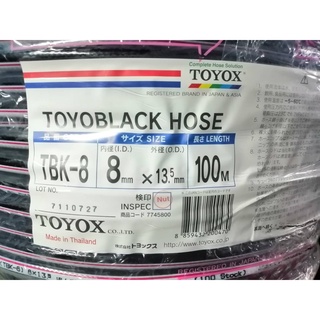 Complete Hose Solution
TOYOX
REGISTERED BRAND IN JAPAN & ASIA
TOYOBLACK HOSE
サイズ SIZE
長さ LENGTH
TBK-8
内径(I.D.)
外径(O.D.)
8mm ×13.5mm
100M
LOT NO.
7110727
検印
INSPEC
商品コード 7745800
TOYOX CO.,LTD.
Made in Thailand
株式会社トヨックス
http://www.toyox.co.jp/
(100 Stock)